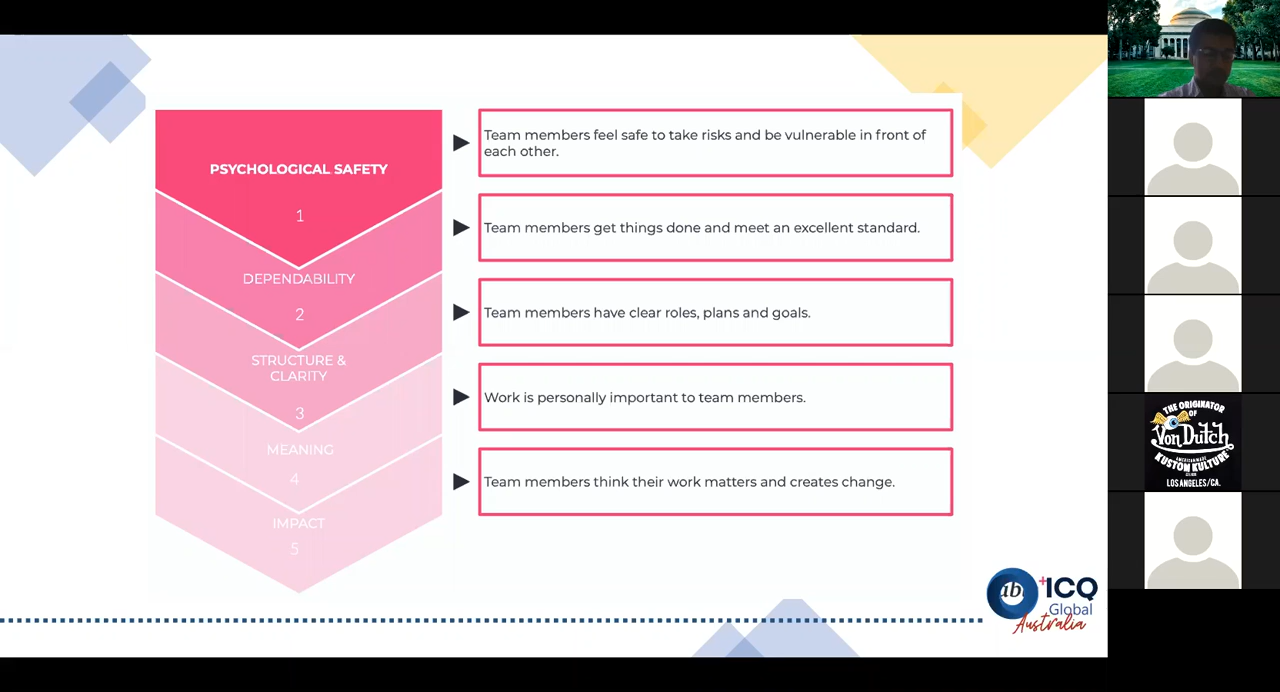 PSYCHOLOGICAL SAFETY
1
Team members feel safe to take risks and be vulnerable in front of
each other.
DEPENDABILITY
2
Team members get things done and meet an excellent standard.
STRUCTURE &
CLARITY
3
Team members have clear roles, plans and goals.
MEANING
4
Work is personally important to team members.
IMPACT
5
Team members think their work matters and creates change.
+ICQ
Global
Australia
THE ORIGINATOR
OF
Von Dutch
KUSTOM KULTURE
LOS ANGELES/CA.